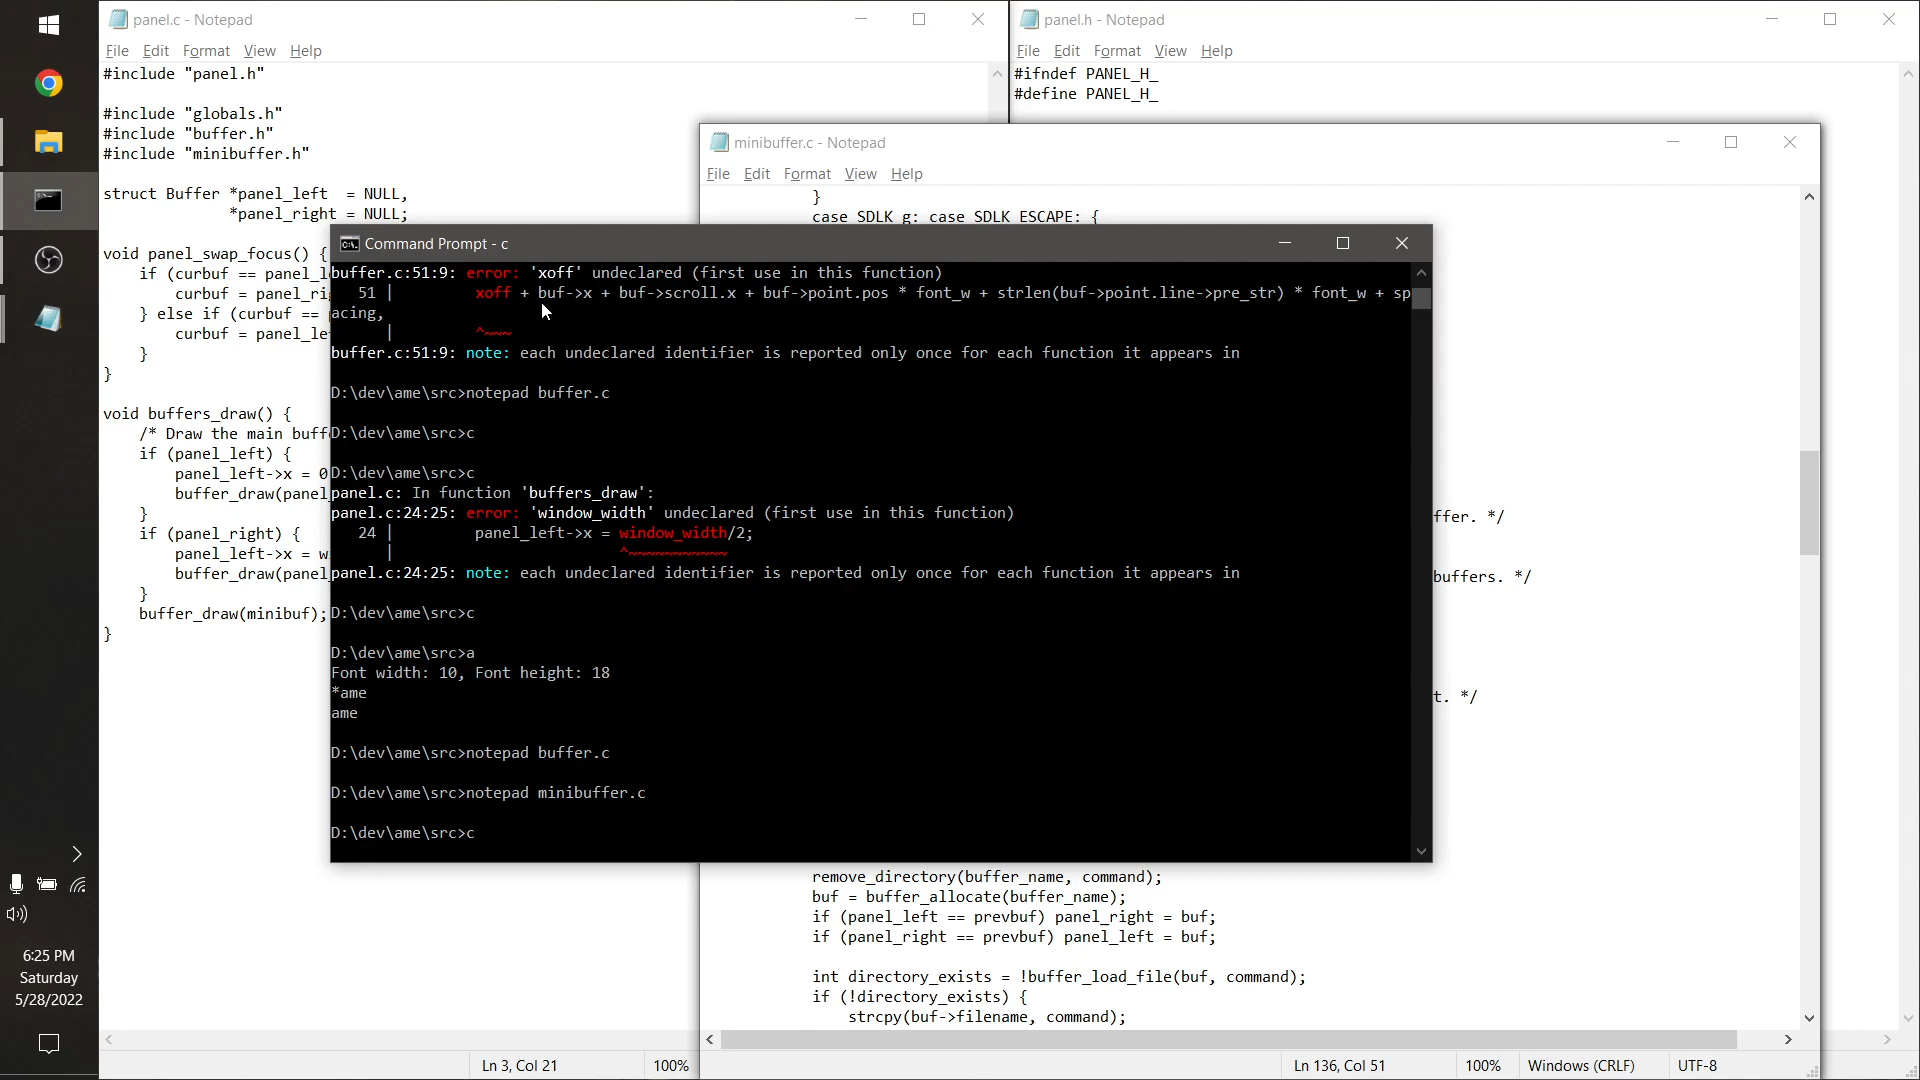 panel.c - Notepad
File Edit Format View Help
#include "panel.h"
#include "globals.h"
#include "buffer.h"
#include "minibuffer.h"
struct Buffer *panel_left = NULL,
*panel_right = NULL;
void panel_swap_focus() {
if (curbuf == panel_l
curbuf = panel_ri
} else if (curbuf ==
curbuf = panel_le
}
}
void buffers_draw() {
/* Draw the main buff
if (panel_left) {
panel_left->x = 0
buffer_draw(panel
}
if (panel_right) {
panel_left->x = w
buffer_draw(panel
}
buffer_draw(minibuf);
}
Ln 3, Col 21 100%
panel.h - Notepad
File Edit Format View Help
#ifndef PANEL_H_
#define PANEL_H_
minibuffer.c - Notepad
File Edit Format View Help
}
case SDLK_g: case SDLK_ESCAPE: {
ffer. */
buffers. */
t. */
remove_directory(buffer_name, command);
buf = buffer_allocate(buffer_name);
if (panel_left == prevbuf) panel_right = buf;
if (panel_right == prevbuf) panel_left = buf;
int directory_exists = !buffer_load_file(buf, command);
if (!directory_exists) {
strcpy(buf->filename, command);
Ln 136, Col 51 100% Windows (CRLF) UTF-8
Command Prompt - c
buffer.c:51:9: error: 'xoff' undeclared (first use in this function)
51 | xoff + buf->x + buf->scroll.x + buf->point.pos * font_w + strlen(buf->point.line->pre_str) * font_w + sp
acing,
| ^~~~
buffer.c:51:9: note: each undeclared identifier is reported only once for each function it appears in
D:\dev\ame\src>notepad buffer.c
D:\dev\ame\src>c
D:\dev\ame\src>c
panel.c: In function 'buffers_draw':
panel.c:24:25: error: 'window_width' undeclared (first use in this function)
24 | panel_left->x = window_width/2;
| ^~~~~~~~~~~~
panel.c:24:25: note: each undeclared identifier is reported only once for each function it appears in
D:\dev\ame\src>c
D:\dev\ame\src>a
Font width: 10, Font height: 18
*ame
ame
D:\dev\ame\src>notepad buffer.c
D:\dev\ame\src>notepad minibuffer.c
D:\dev\ame\src>c
6:25 PM
Saturday
5/28/2022